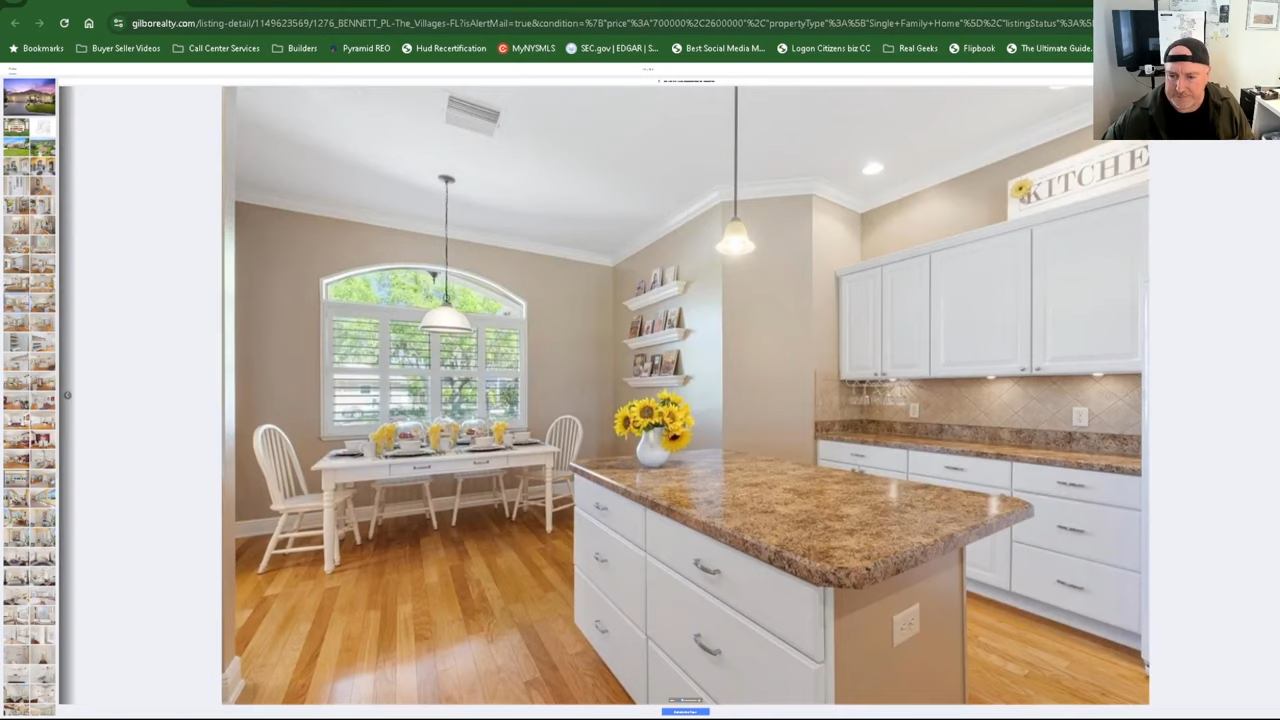 gilborealty.com/listing-detail/1149623569/1276_BENNETT_PL-The_Villages-FL?isAlertMail=true&condition=%7B"price"%3A"700000%2C2600000"%2C"propertyType"%3A%5B"Single+Family+Home"%5D%2C"listingStatus"%3A%5
Bookmarks Buyer Seller Videos Call Center Services Builders Pyramid REO Hud Recertification MyNYSMLS SEC.gov | EDGAR | S... Best Social Media M... Logon Citizens biz CC Real Geeks Flipbook The Ultimate Guide.
KITCHE